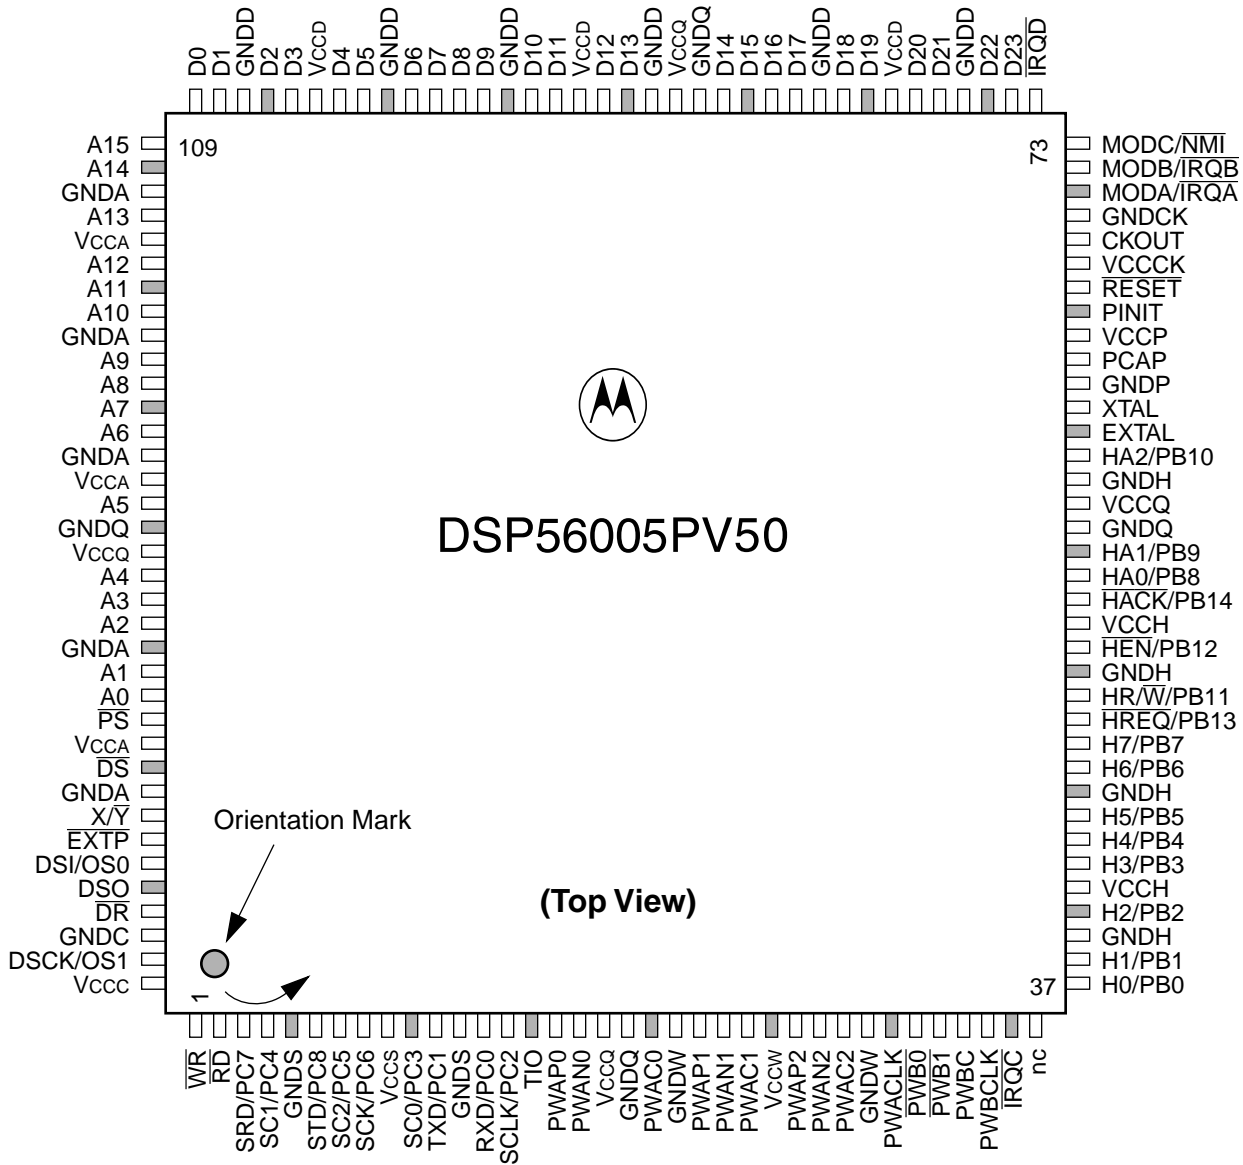 D0
D1
GNDD
D2
D3
VCCD
D4
D5
GNDD
D6
D7
D8
D9
GNDD
D10
D11
VCCD
D12
D13
GNDD
VCCQ
GNDQ
D14
D15
D16
D17
GNDD
D18
D19
VCCD
D20
D21
GNDD
D22
D23
IRQD
A15
A14
GNDA
A13
VCCA
A12
A11
A10
GNDA
A9
A8
A7
A6
GNDA
VCCA
A5
GNDQ
VCCQ
A4
A3
A2
GNDA
A1
A0
PS
VCCA
DS
GNDA
X/Y
EXTP
DSI/OS0
DSO
DR
GNDC
DSCK/OS1
VCCC
109
73
DSP56005PV50
Orientation Mark
(Top View)
1
37
MODC/NMI
MODB/IRQB
MODA/IRQA
GNDCK
CKOUT
VCCCK
RESET
PINIT
VCCP
PCAP
GNDP
XTAL
EXTAL
HA2/PB10
GNDH
VCCQ
GNDQ
HA1/PB9
HA0/PB8
HACK/PB14
VCCH
HEN/PB12
GNDH
HR/W/PB11
HREQ/PB13
H7/PB7
H6/PB6
GNDH
H5/PB5
H4/PB4
H3/PB3
VCCH
H2/PB2
GNDH
H1/PB1
H0/PB0
WR
RD
SRD/PC7
SC1/PC4
GNDS
STD/PC8
SC2/PC5
SCK/PC6
VCCS
SC0/PC3
TXD/PC1
GNDS
RXD/PC0
SCLK/PC2
TIO
PWAP0
PWAN0
VCCQ
GNDQ
PWAC0
GNDW
PWAP1
PWAN1
PWAC1
VCCW
PWAP2
PWAN2
PWAC2
GNDW
PWACLK
PWB0
PWB1
PWBC
PWBCLK
IRQC
nc